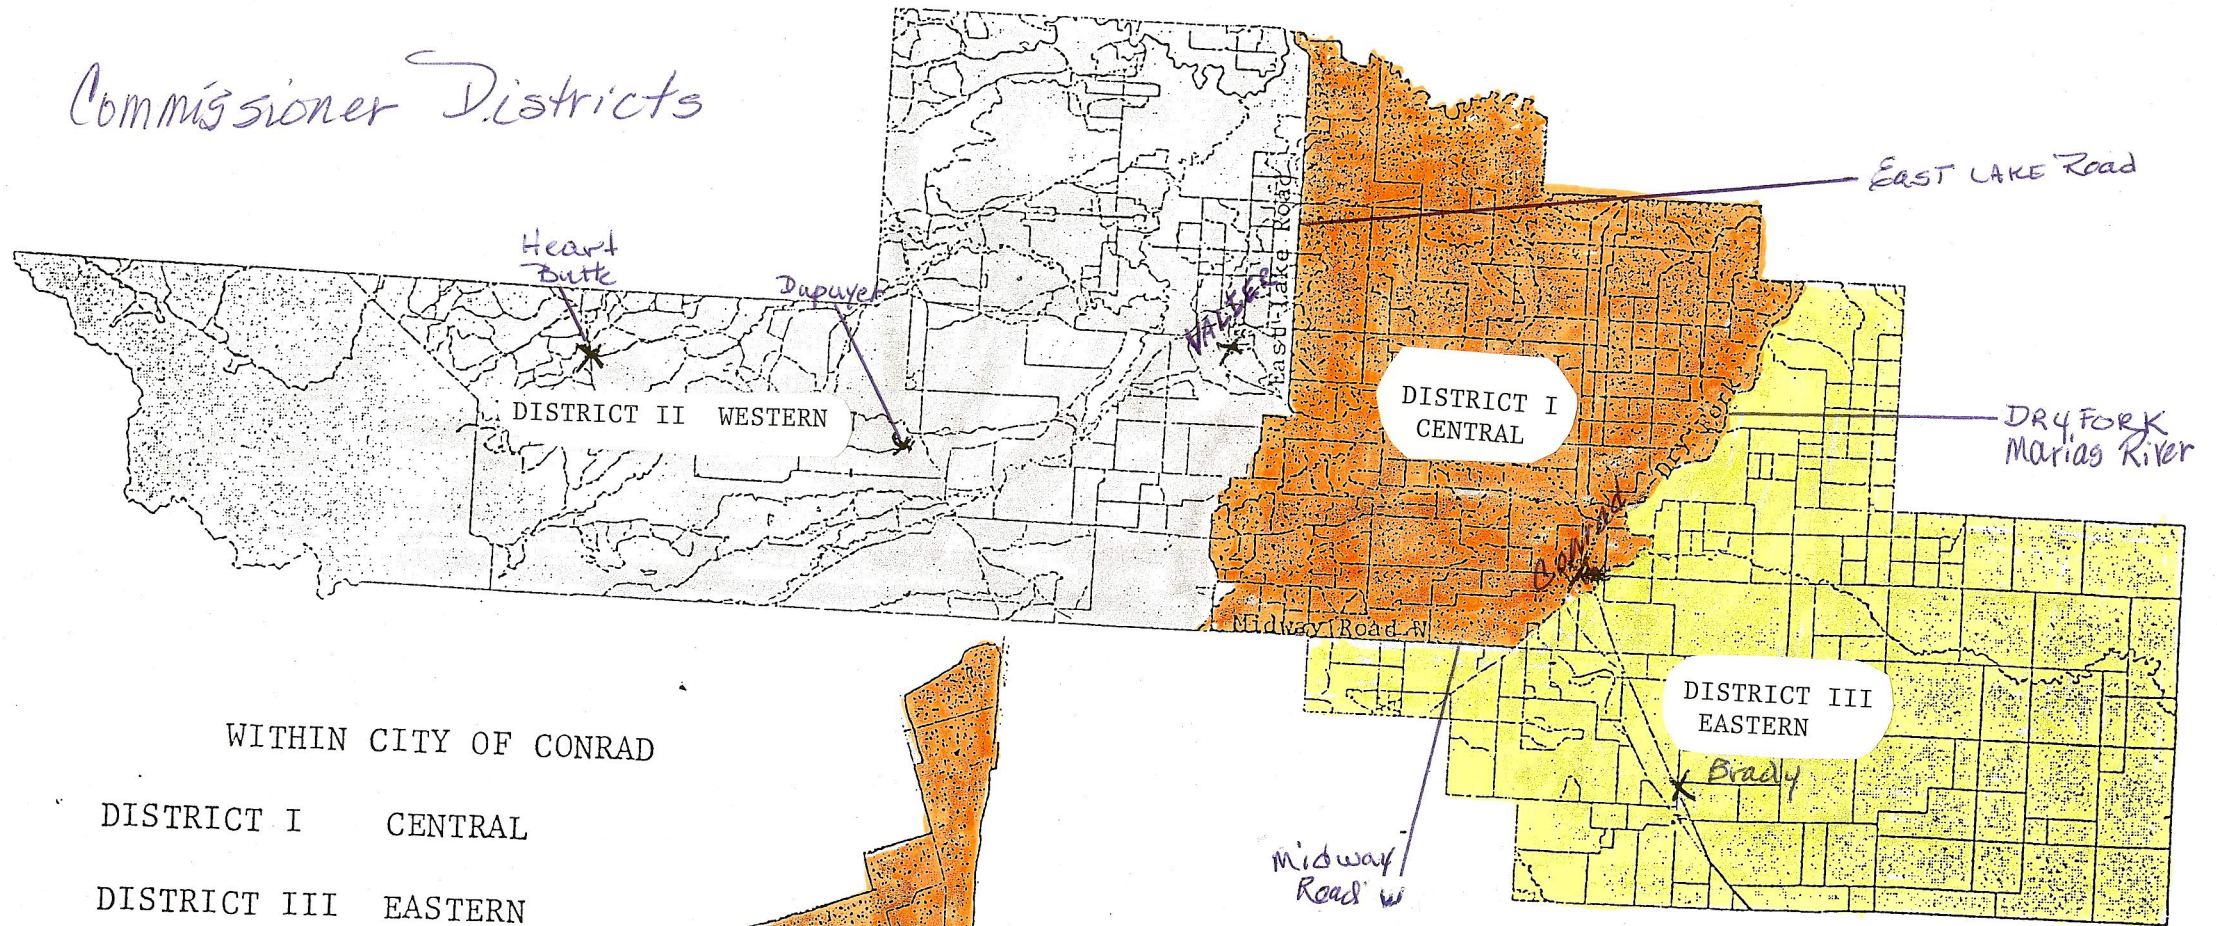 Commissioner Districts
EAST LAKE Road
Heart
Butte
Dupuyer
VALIER
East Lake Road
DISTRICT II WESTERN
DISTRICT I
CENTRAL
Dry Fork
DRY FORK
Marias River
Conrad
Midway Road W
DISTRICT III
EASTERN
Brady
Midway
Road W
WITHIN CITY OF CONRAD
DISTRICT I CENTRAL
DISTRICT III EASTERN